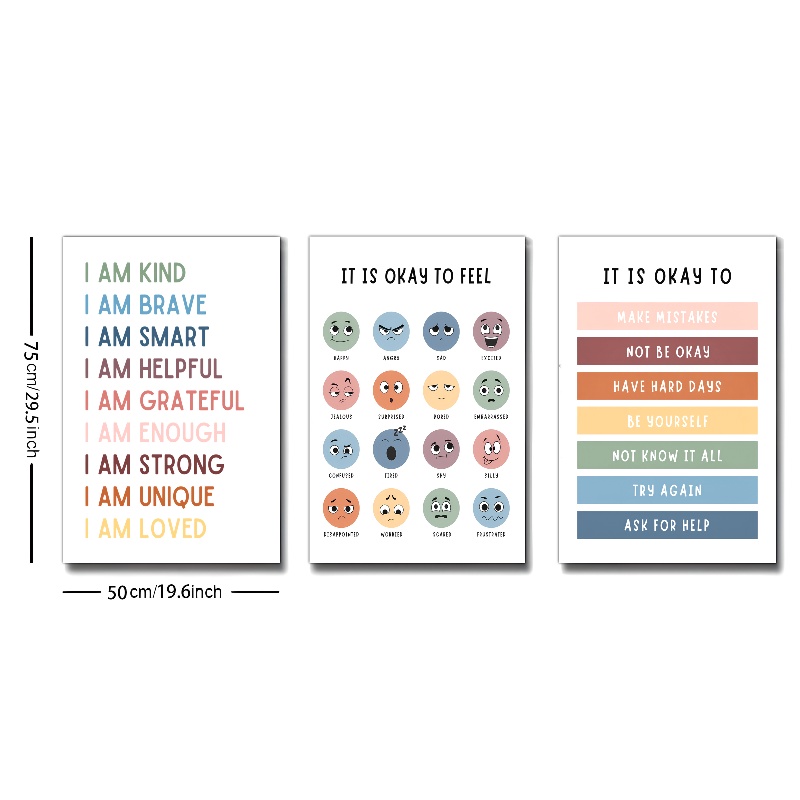 75cm/29.5inch
I AM KIND
I AM BRAVE
I AM SMART
I AM HELPFUL
I AM GRATEFUL
I AM ENOUGH
I AM STRONG
I AM UNIQUE
I AM LOVED
50cm/19.6inch
IT IS OKAY TO FEEL
HAPPY ANGRY SAD EXCITED
JEALOUS SURPRISED BORED EMBARRASSED
zzz
CONFUSED TIRED SHY SILLY
DISAPPOINTED WORRIED SCARED FRUSTRATED
IT IS OKAY TO
MAKE MISTAKES
NOT BE OKAY
HAVE HARD DAYS
BE YOURSELF
NOT KNOW IT ALL
TRY AGAIN
ASK FOR HELP